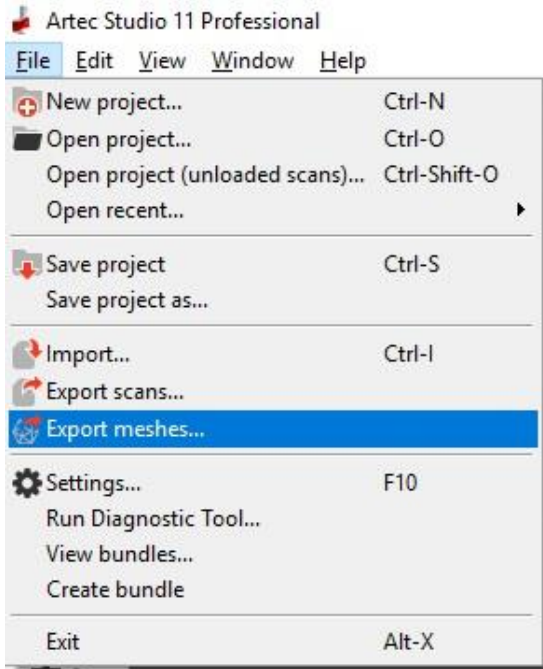 Artec Studio 11 Professional
File Edit View Window Help
New project... Ctrl-N
Open project... Ctrl-O
Open project (unloaded scans)... Ctrl-Shift-O
Open recent...
Save project Ctrl-S
Save project as...
Import... Ctrl-I
Export scans...
Export meshes...
Settings... F10
Run Diagnostic Tool...
View bundles...
Create bundle
Exit Alt-X